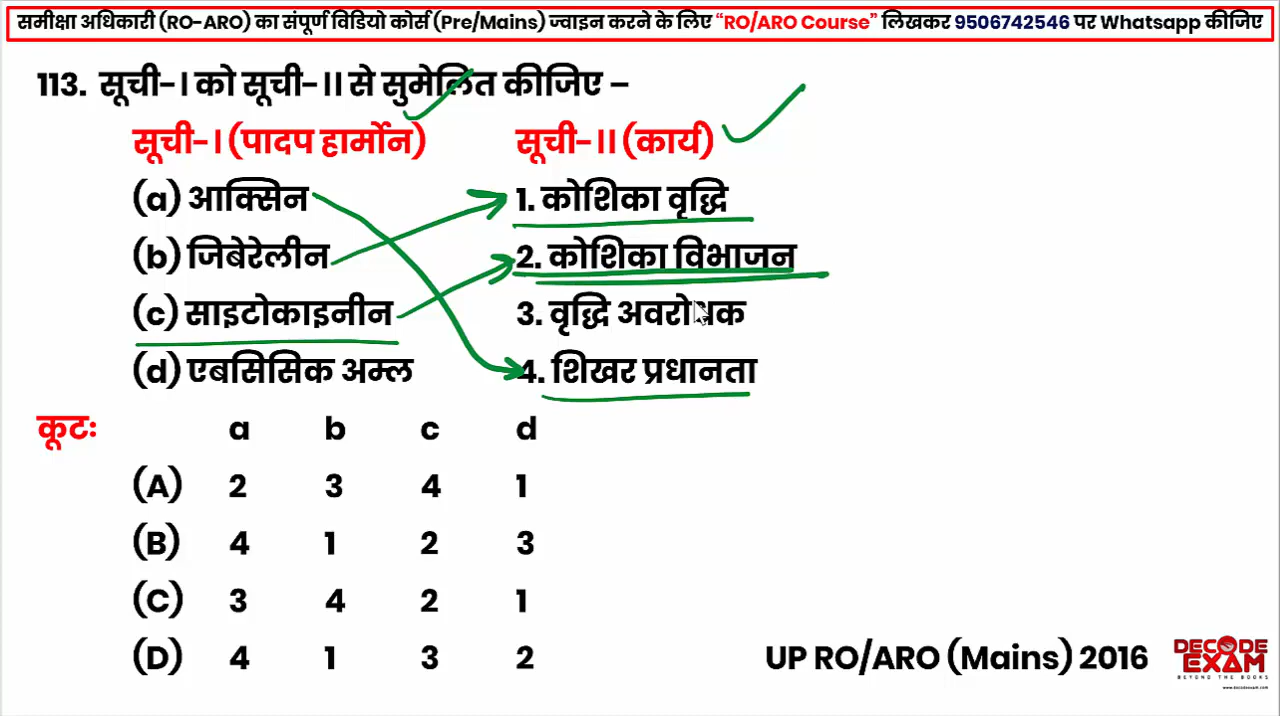 समीक्षा अधिकारी (RO-ARO) का संपूर्ण विडियो कोर्स (Pre/Mains) ज्वाइन करने के लिए “RO/ARO Course” लिखकर 9506742546 पर Whatsapp कीजिए
113. सूची-I को सूची-II से सुमेलित कीजिए –
सूची-I (पादप हार्मोन) सूची-II (कार्य)
(a) आक्सिन 1. कोशिका वृद्धि
(b) जिबेरेलीन 2. कोशिका विभाजन
(c) साइटोकाइनीन 3. वृद्धि अवरोधक
(d) एबसिसिक अम्ल 4. शिखर प्रधानता
कूटः a b c d
(A) 2 3 4 1
(B) 4 1 2 3
(C) 3 4 2 1
(D) 4 1 3 2
UP RO/ARO (Mains) 2016
DECODE
EXAM
BEYOND THE BOOKS
www.decodeexam.com